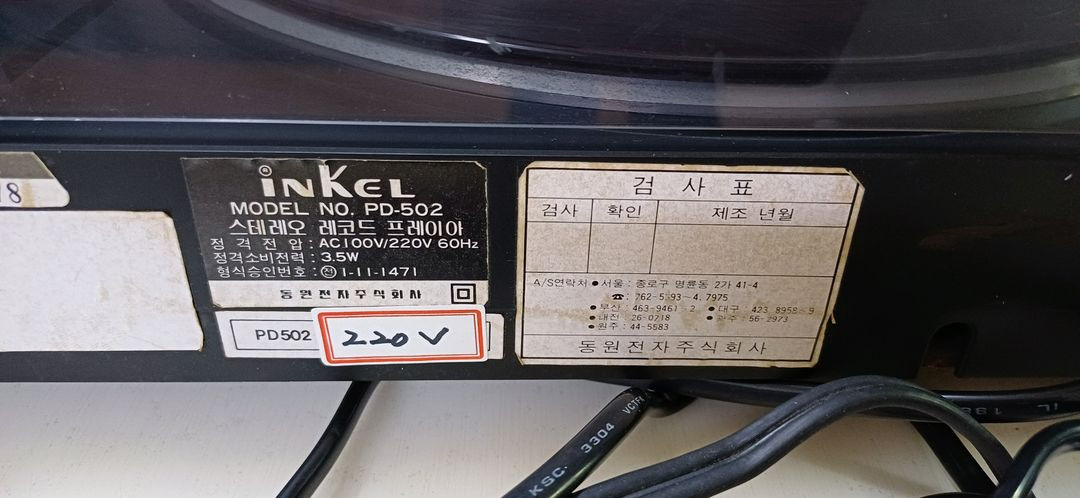 18
iNKEL
MODEL NO. PD-502
스테레오 레코드 프레이아
정격전압 : AC100V/220V 60Hz
정격소비전력 : 3.5W
형식승인번호 : 전 1-11-1471
동원전자주식회사
PD502
220V
검사표
검사 확인 제조년월
A/S연락처 ● 서울 : 종로구 명륜동 2가 41-4
☎ : 762-5593~4, 7975
● 부산 : 463-9461~2 ● 대구 : 423-8958~9
● 대전 : 26-0718 ● 광주 : 56-2973
● 원주 : 44-5583
동원전자주식회사
KSC 3304 VCTF